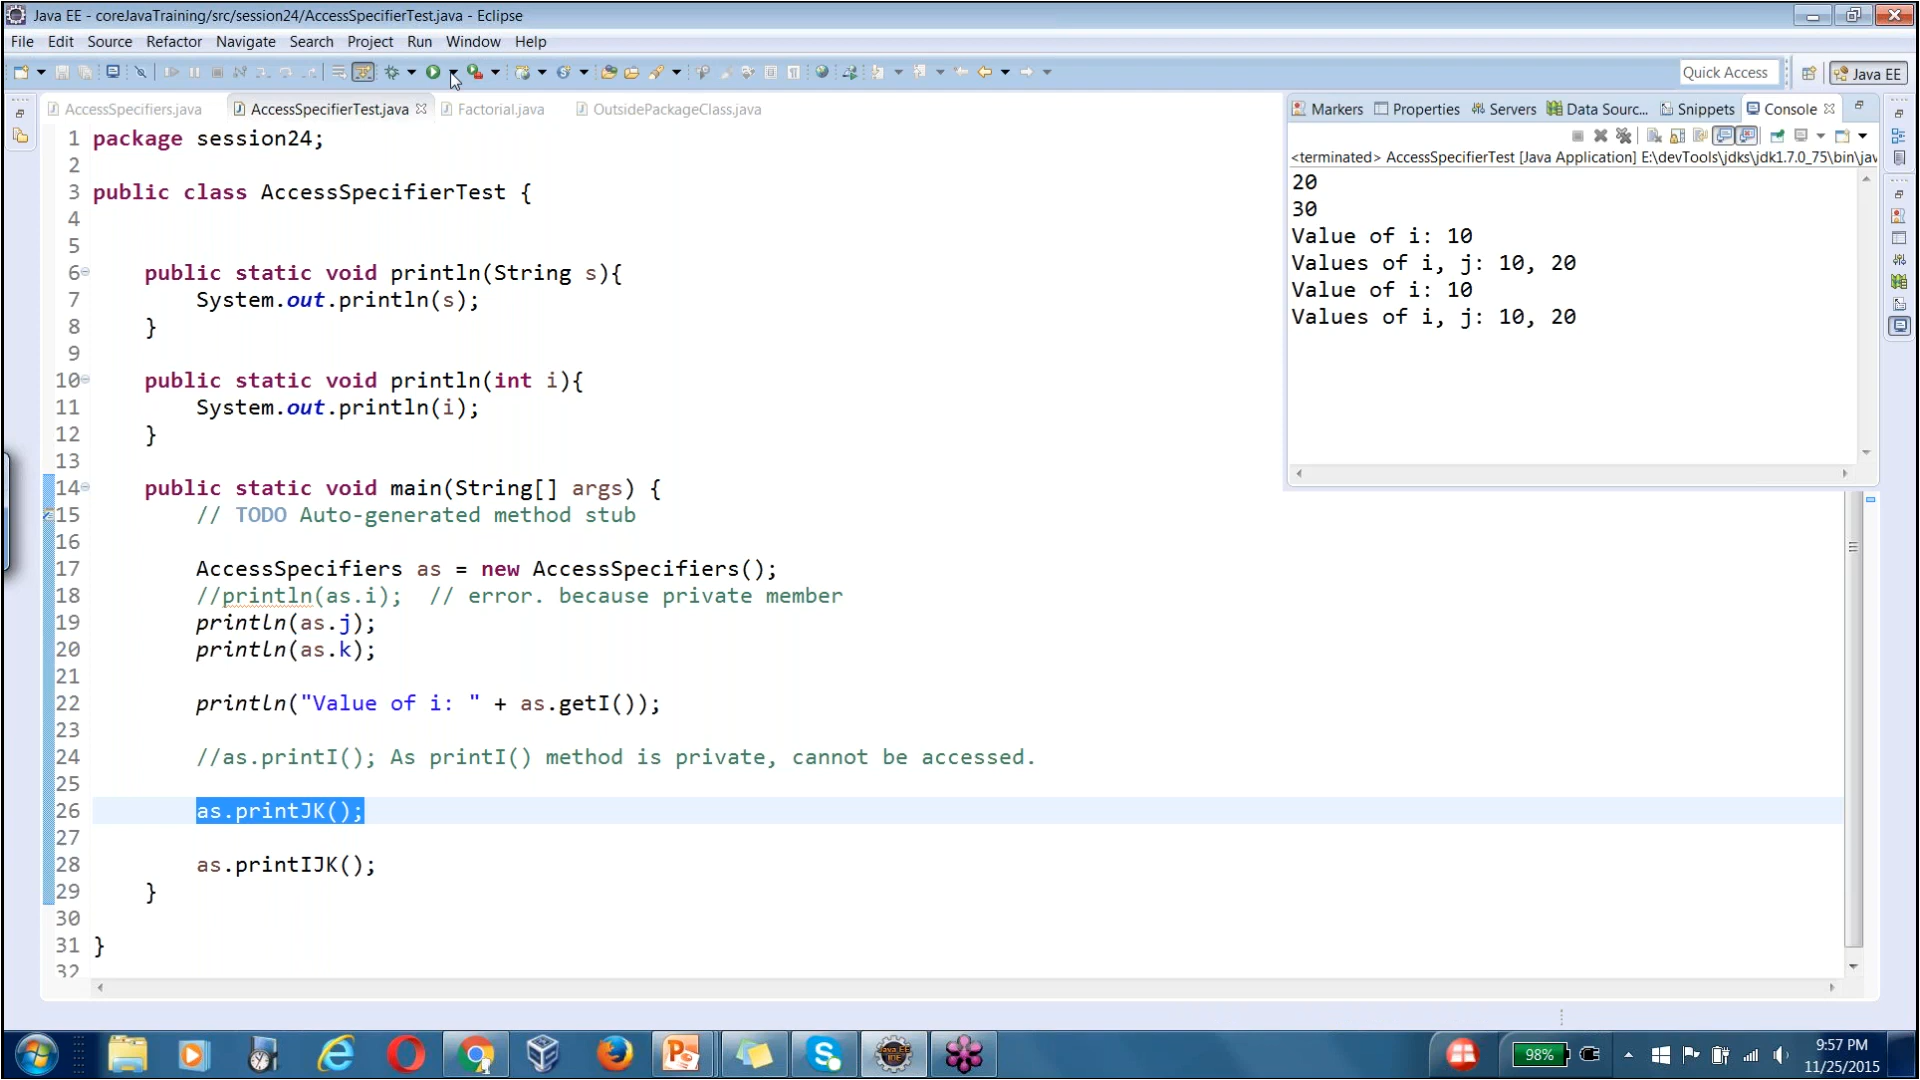 Java EE - coreJavaTraining/src/session24/AccessSpecifierTest.java - Eclipse
File Edit Source Refactor Navigate Search Project Run Window Help
Quick Access Java EE
AccessSpecifiers.java AccessSpecifierTest.java Factorial.java OutsidePackageClass.java
1 package session24;
2
3 public class AccessSpecifierTest {
4
5
6 public static void println(String s){
7 System.out.println(s);
8 }
9
10 public static void println(int i){
11 System.out.println(i);
12 }
13
14 public static void main(String[] args) {
15 // TODO Auto-generated method stub
16
17 AccessSpecifiers as = new AccessSpecifiers();
18 //println(as.i); // error. because private member
19 println(as.j);
20 println(as.k);
21
22 println("Value of i: " + as.getI());
23
24 //as.printI(); As printI() method is private, cannot be accessed.
25
26 as.printJK();
27
28 as.printIJK();
29 }
30
31 }
32
Markers Properties Servers Data Sourc... Snippets Console
<terminated> AccessSpecifierTest [Java Application] E:\devTools\jdks\jdk1.7.0_75\bin\jav
20
30
Value of i: 10
Values of i, j: 10, 20
Value of i: 10
Values of i, j: 10, 20
98%
9:57 PM
11/25/2015